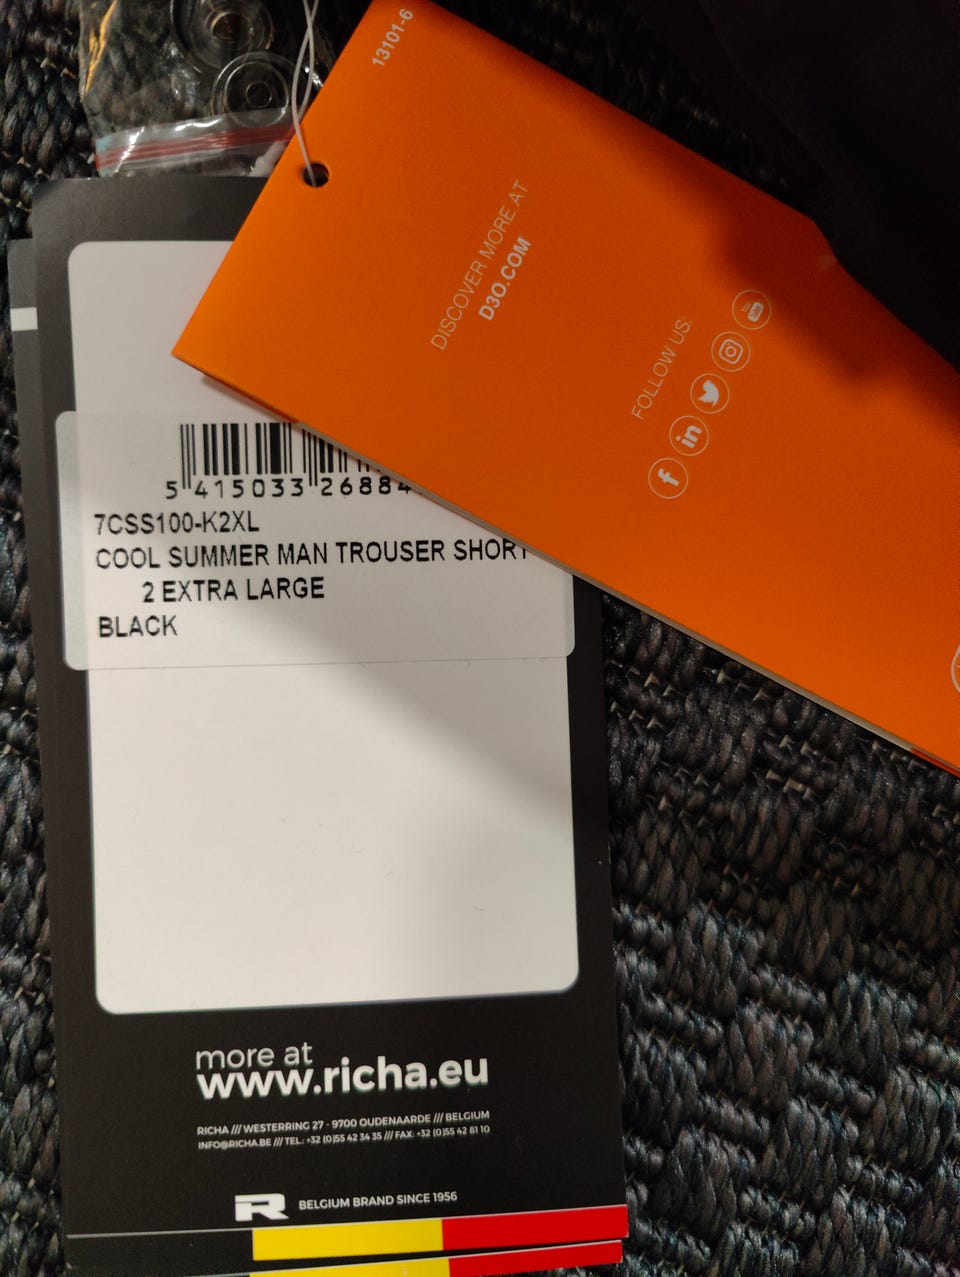 13101-6
DISCOVER MORE AT
D3O.COM
FOLLOW US:
5 415033 26884
7CSS100-K2XL
COOL SUMMER MAN TROUSER SHORT
2 EXTRA LARGE
BLACK
more at
www.richa.eu
RICHA /// WESTERRING 27 - 9700 OUDENAARDE /// BELGIUM
INFO@RICHA.BE /// TEL: +32 (0)55 42 34 35 /// FAX: +32 (0)55 42 81 10
R BELGIUM BRAND SINCE 1956